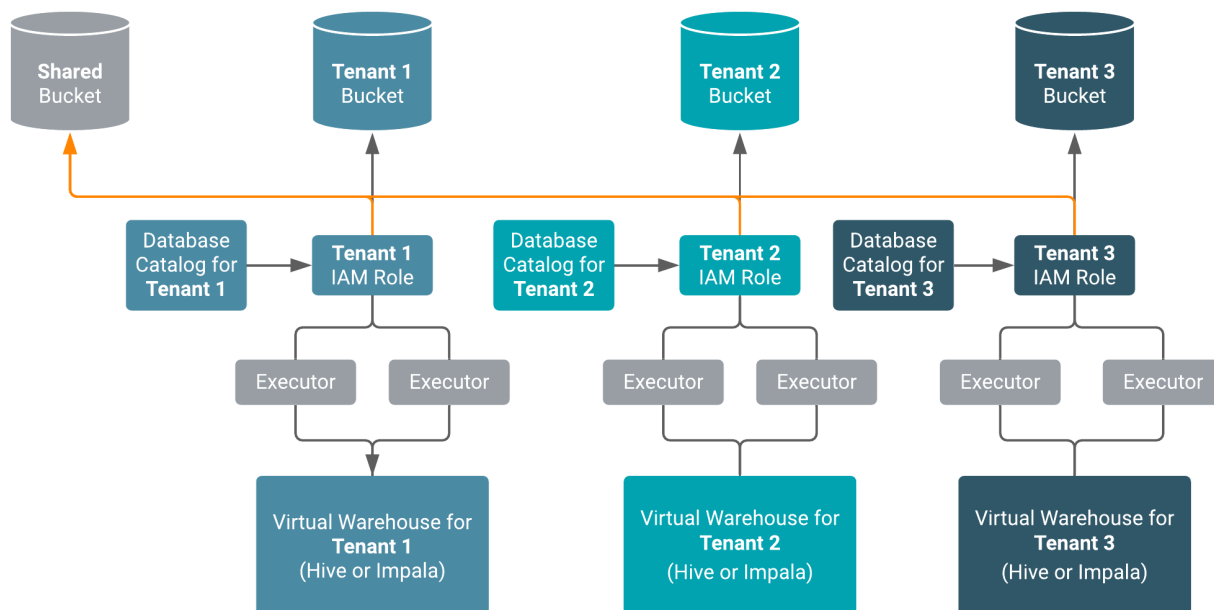 Shared
Bucket
Tenant 1
Bucket
Tenant 2
Bucket
Tenant 3
Bucket
Database
Catalog for
Tenant 1
Tenant 1
IAM Role
Database
Catalog for
Tenant 2
Tenant 2
IAM Role
Database
Catalog for
Tenant 3
Tenant 3
IAM Role
Executor
Executor
Executor
Executor
Executor
Executor
Virtual Warehouse for
Tenant 1
(Hive or Impala)
Virtual Warehouse for
Tenant 2
(Hive or Impala)
Virtual Warehouse for
Tenant 3
(Hive or Impala)